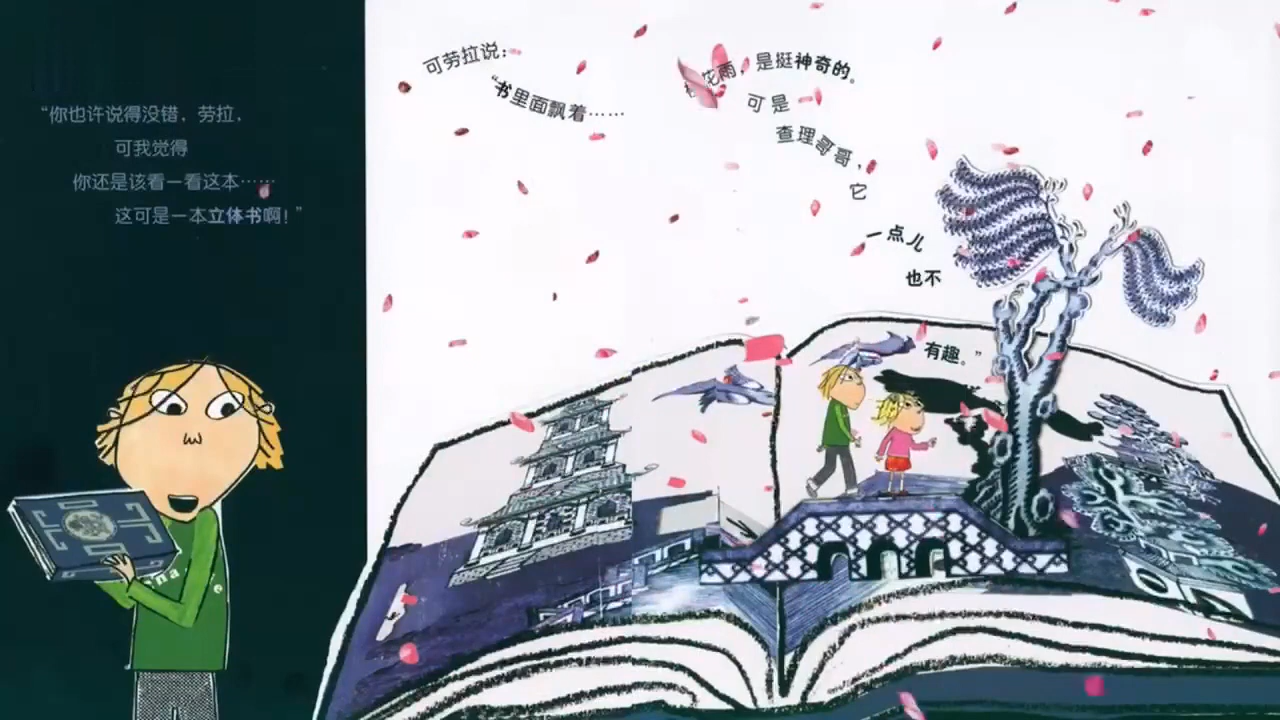 “你也许说得没错，劳拉，
可我觉得
你还是该看一看这本……
这可是一本立体书啊！”
可劳拉说：
“书里面飘着……
花雨，是挺神奇的。
可是
查理哥哥，
它
一点儿
也不
有趣。”